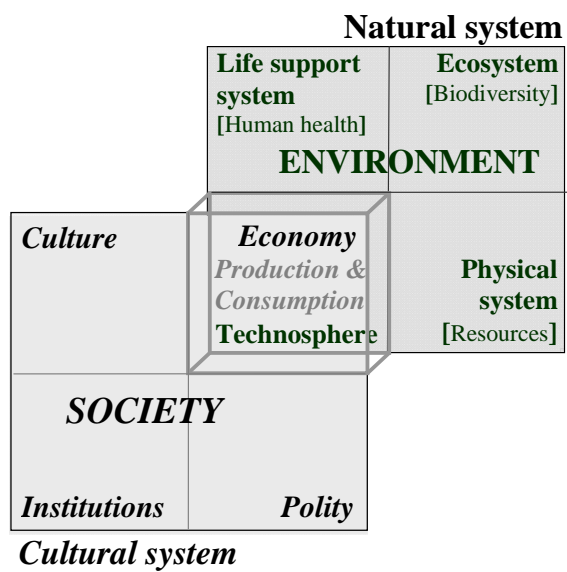 Natural system
Life support
system
[Human health]
Ecosystem
[Biodiversity]
ENVIRONMENT
Culture
Economy
Production &
Consumption
Technosphere
Physical
system
[Resources]
SOCIETY
Institutions
Polity
Cultural system